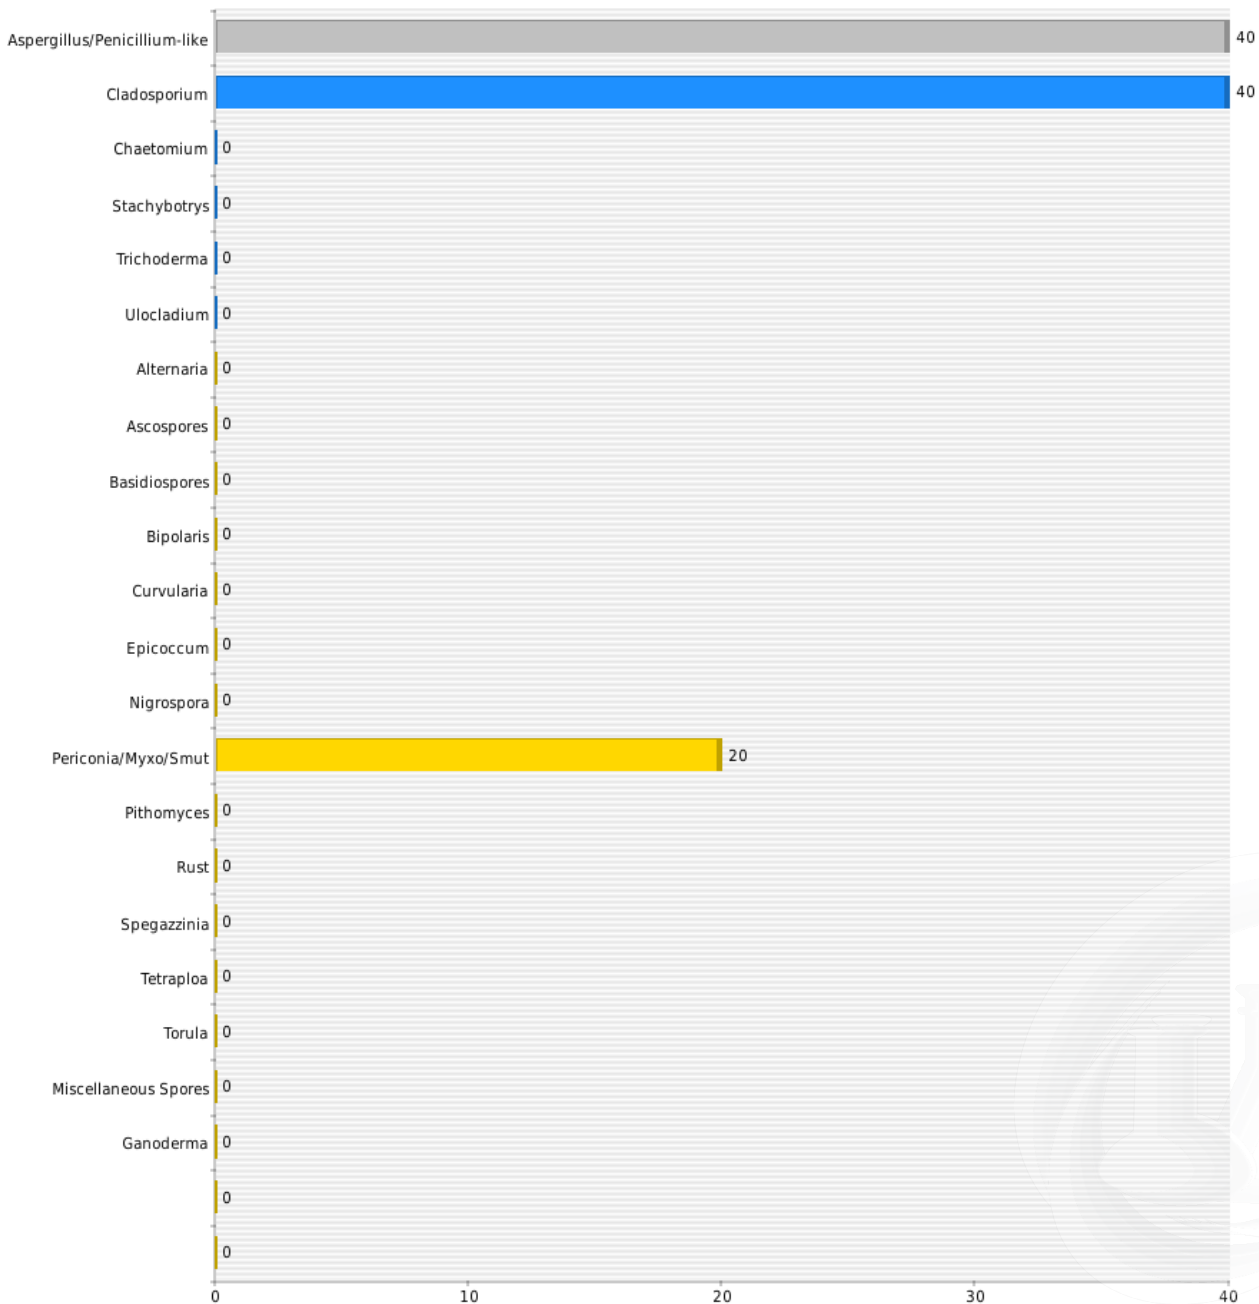 Aspergillus/Penicillium-like 40
Cladosporium 40
Chaetomium 0
Stachybotrys 0
Trichoderma 0
Ulocladium 0
Alternaria 0
Ascospores 0
Basidiospores 0
Bipolaris 0
Curvularia 0
Epicoccum 0
Nigrospora 0
Periconia/Myxo/Smut 20
Pithomyces 0
Rust 0
Spegazzinia 0
Tetraploa 0
Torula 0
Miscellaneous Spores 0
Ganoderma 0
0
0
0 10 20 30 40